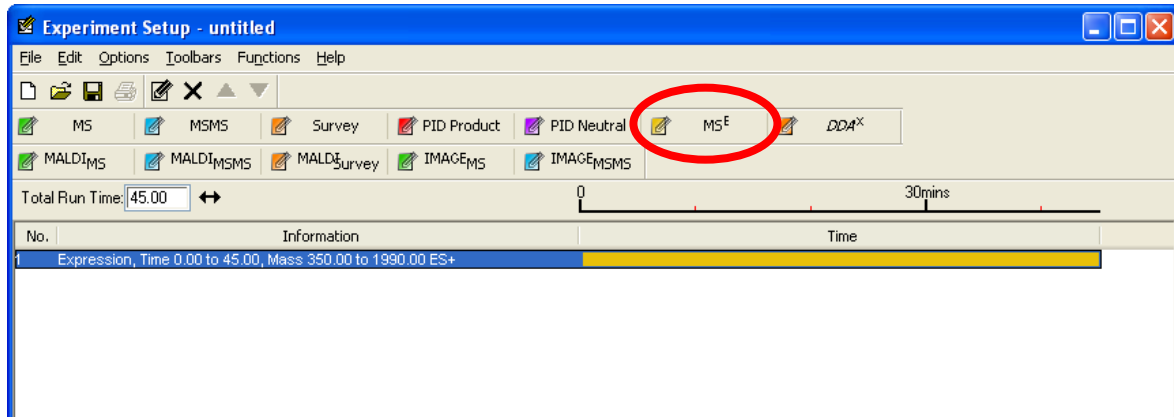 Experiment Setup - untitled
File Edit Options Toolbars Functions Help
MS MSMS Survey PID Product PID Neutral MSE DDAX
MALDIMS MALDIMSMS MALDISurvey IMAGEMS IMAGEMSMS
Total Run Time: 45.00 0 30mins
No. Information Time
1 Expression, Time 0.00 to 45.00, Mass 350.00 to 1990.00 ES+